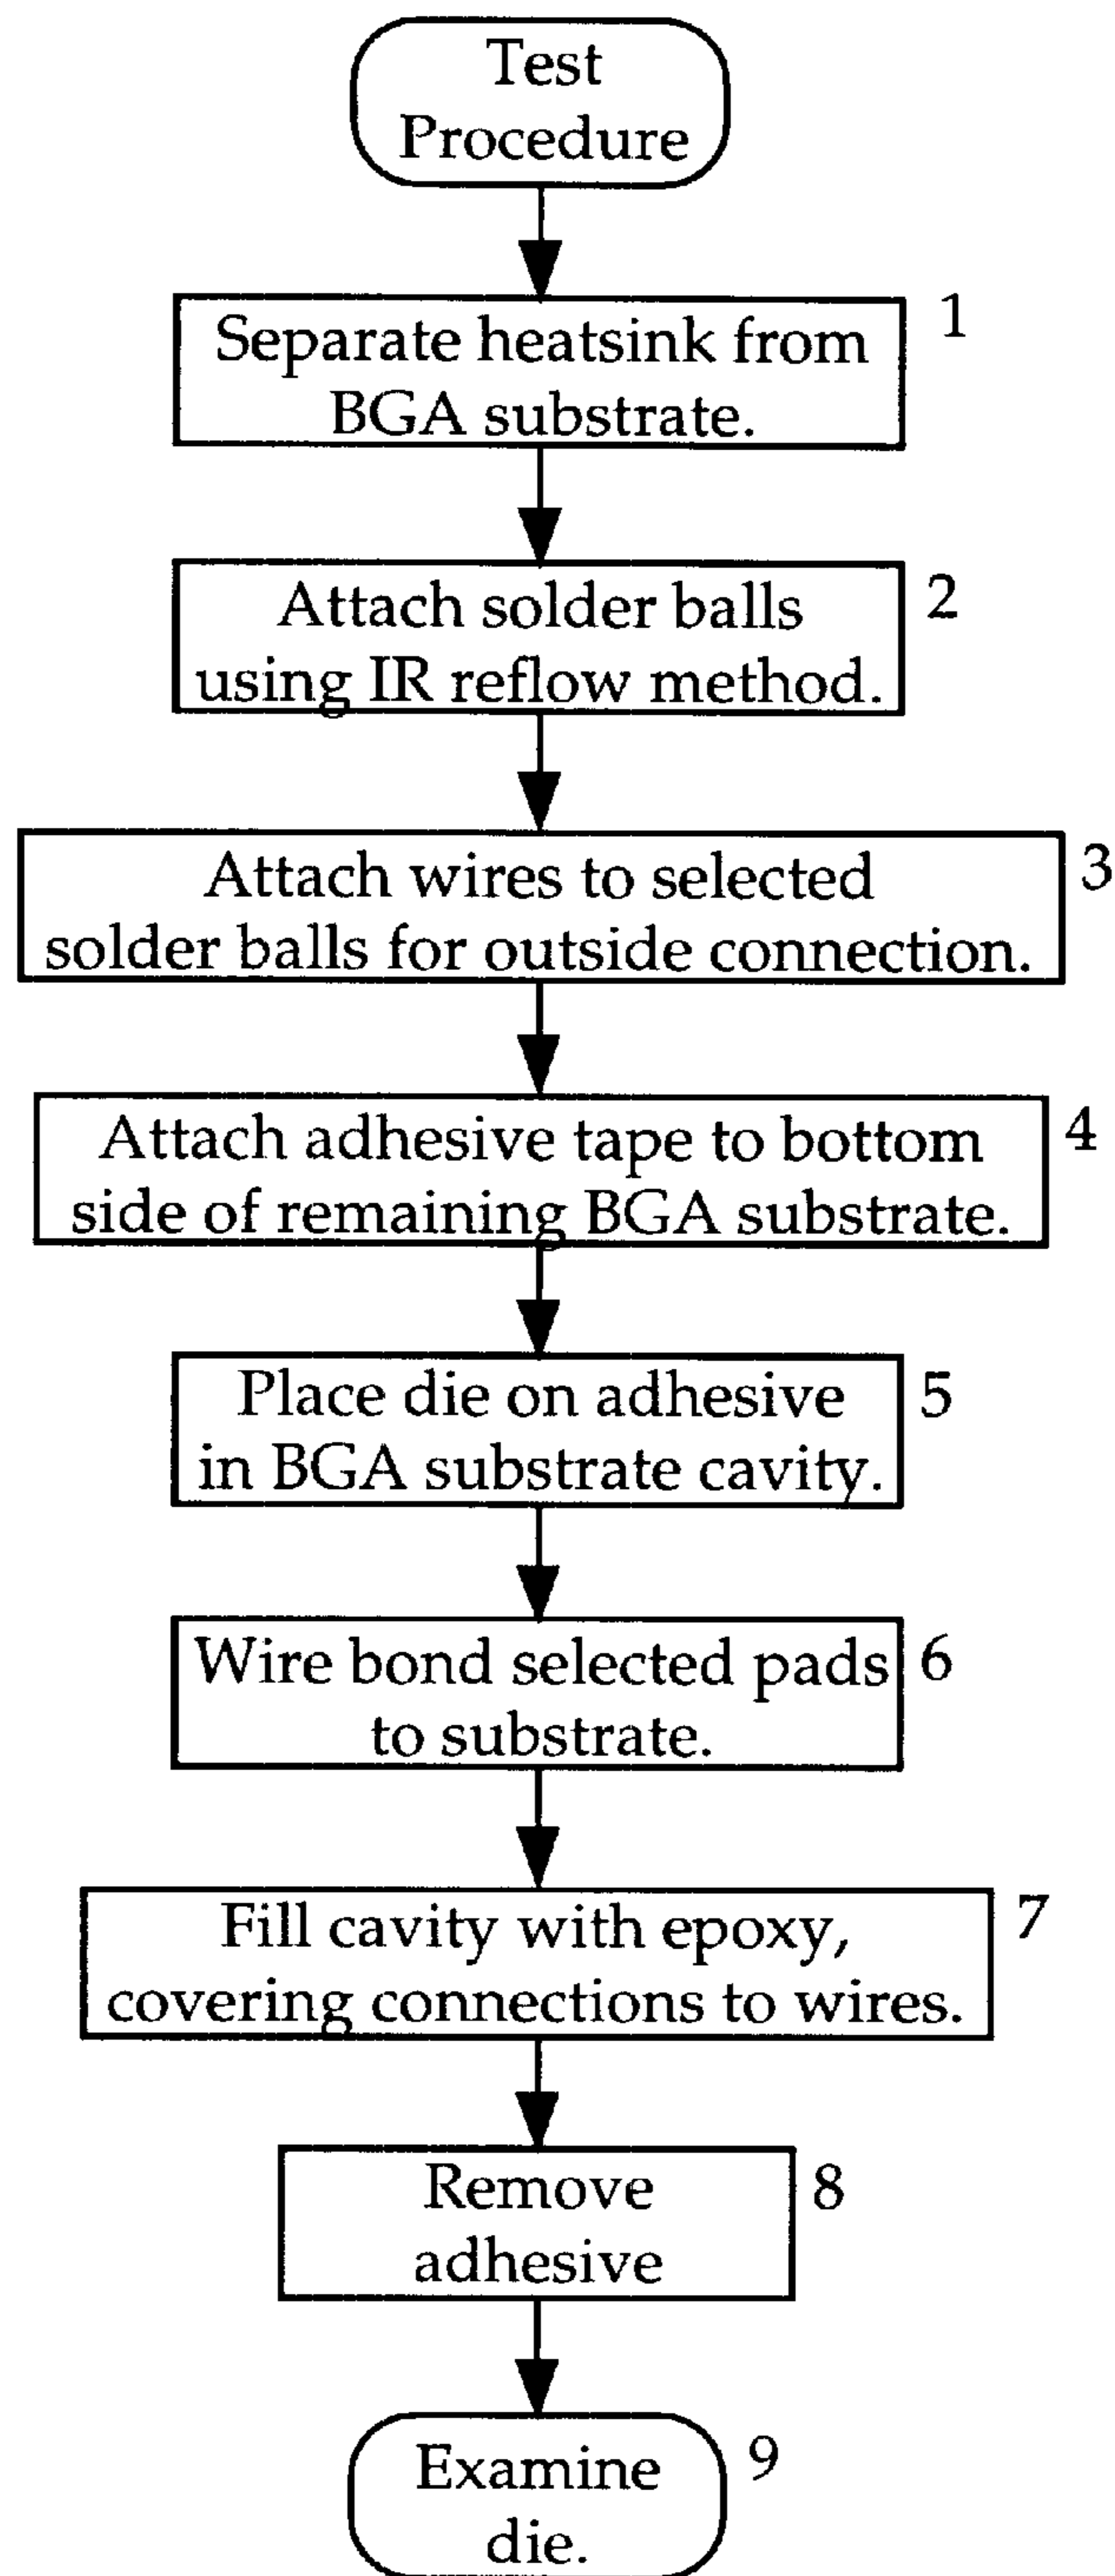 Test
Procedure
Separate heatsink from
BGA substrate.
1
Attach solder balls
using IR reflow method.
2
Attach wires to selected
solder balls for outside connection.
3
Attach adhesive tape to bottom
side of remaining BGA substrate.
4
Place die on adhesive
in BGA substrate cavity.
5
Wire bond selected pads
to substrate.
6
Fill cavity with epoxy,
covering connections to wires.
7
Remove
adhesive
8
Examine
die.
9